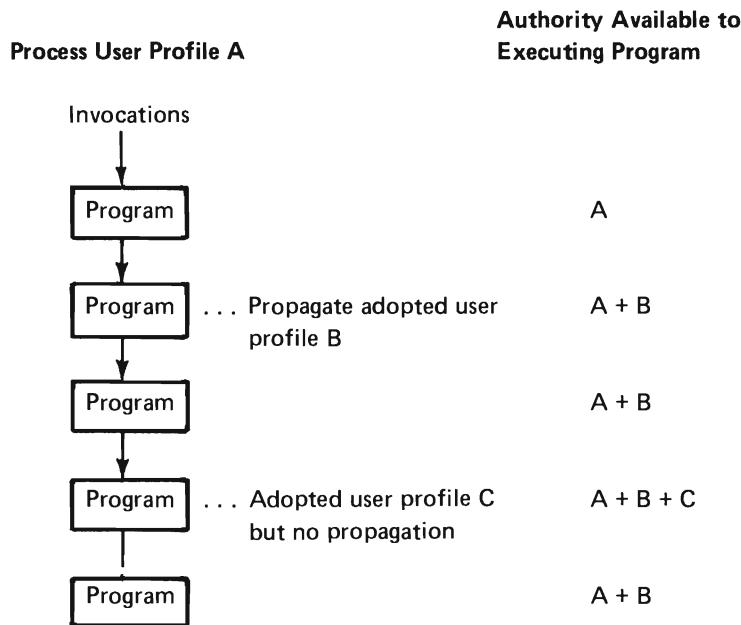 Process User Profile A
Authority Available to
Executing Program
Invocations
Program
A
Program
. . . Propagate adopted user
profile B
A + B
Program
A + B
Program
. . . Adopted user profile C
but no propagation
A + B + C
Program
A + B